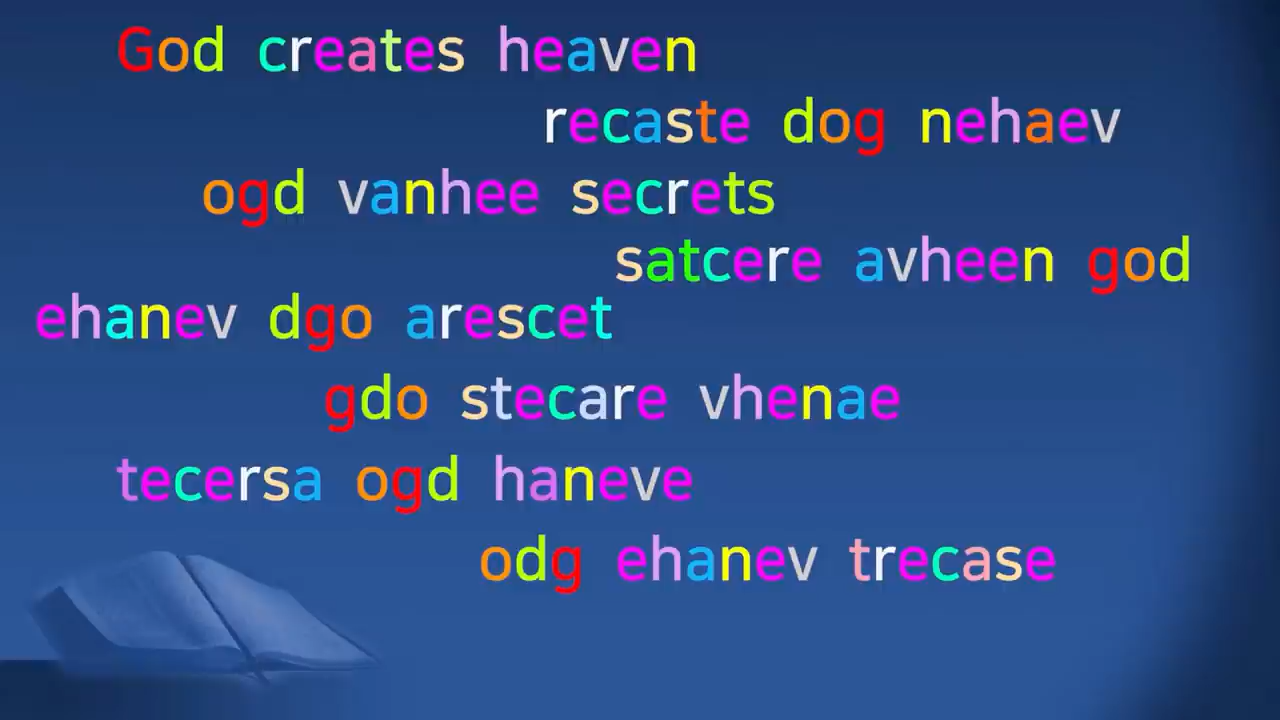 God creates heaven
recaste dog nehaev
ogd vanhee secrets
satcere avheen god
ehanev dgo arescet
gdo stecare vhenae
tecersa ogd haneve
odg ehanev trecase